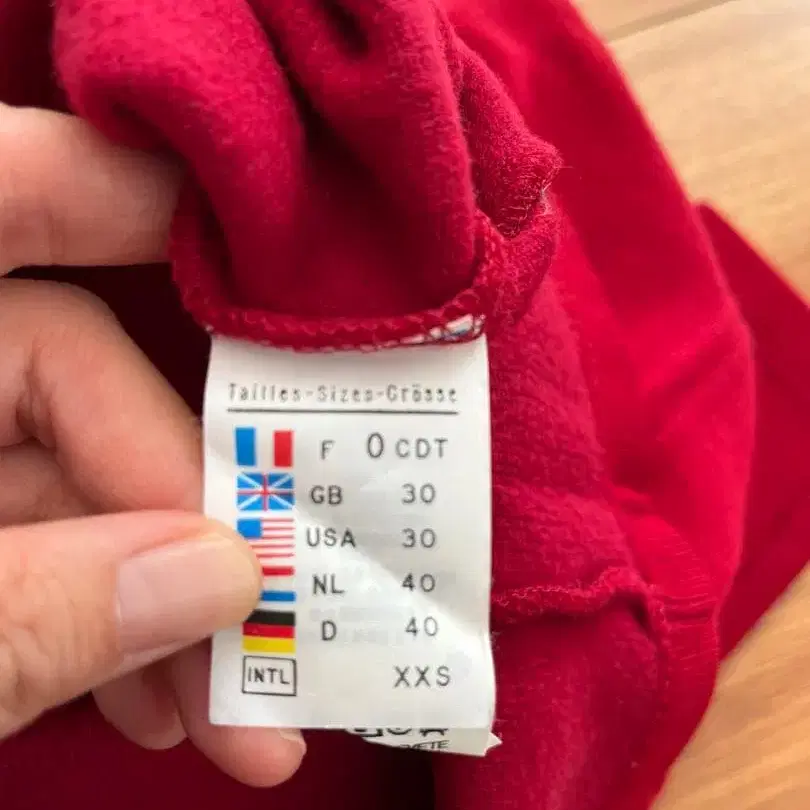 Tailles-Sizes-Grösse
F 0 CDT
GB 30
USA 30
NL 40
D 40
INTL XXS